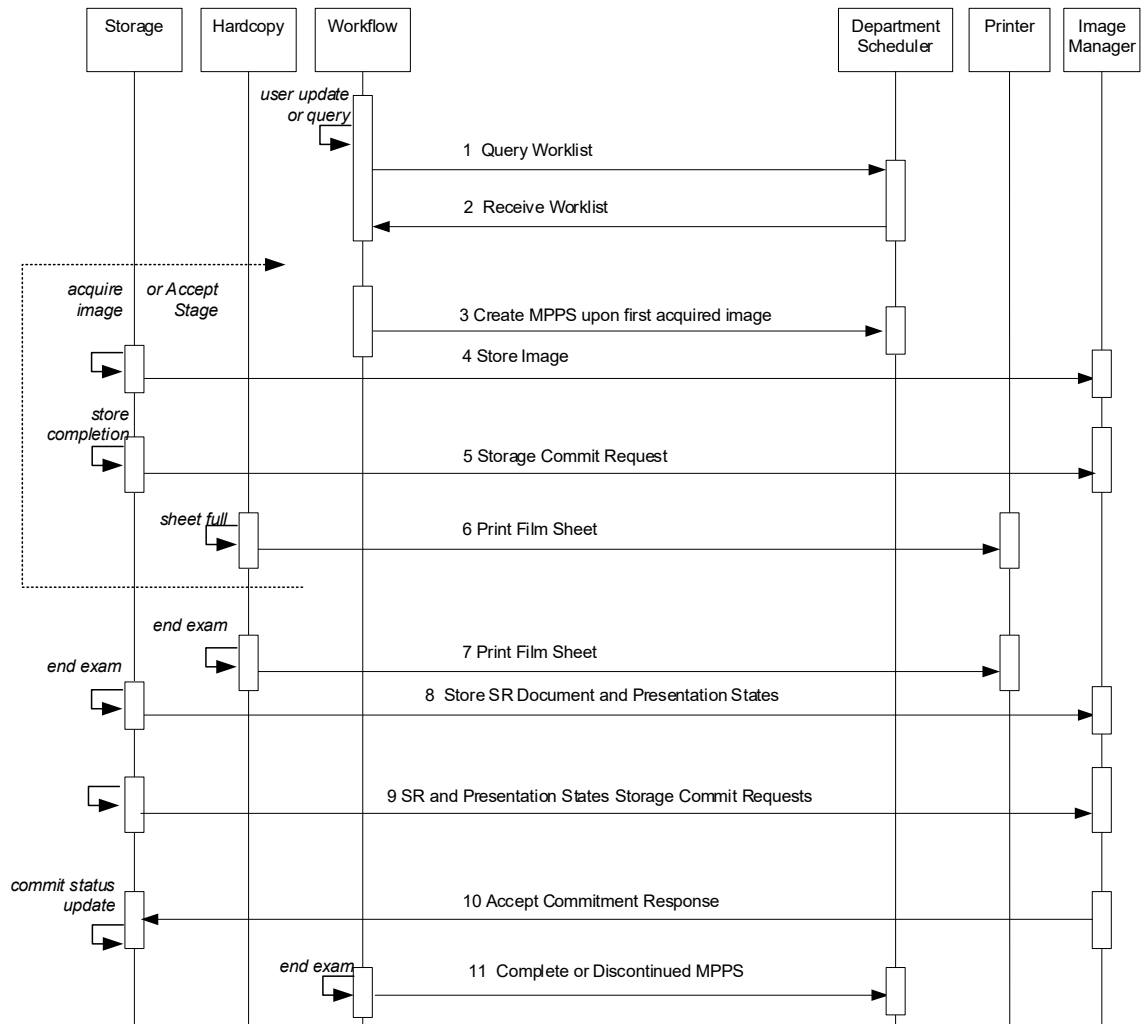 Storage
Hardcopy
Workflow
Department
Scheduler
Printer
Image
Manager
user update
or query
1 Query Worklist
2 Receive Worklist
acquire
image
or Accept
Stage
3 Create MPPS upon first acquired image
4 Store Image
store
completion
5 Storage Commit Request
sheet full
6 Print Film Sheet
end exam
7 Print Film Sheet
end exam
8 Store SR Document and Presentation States
9 SR and Presentation States Storage Commit Requests
commit status
update
10 Accept Commitment Response
end exam
11 Complete or Discontinued MPPS